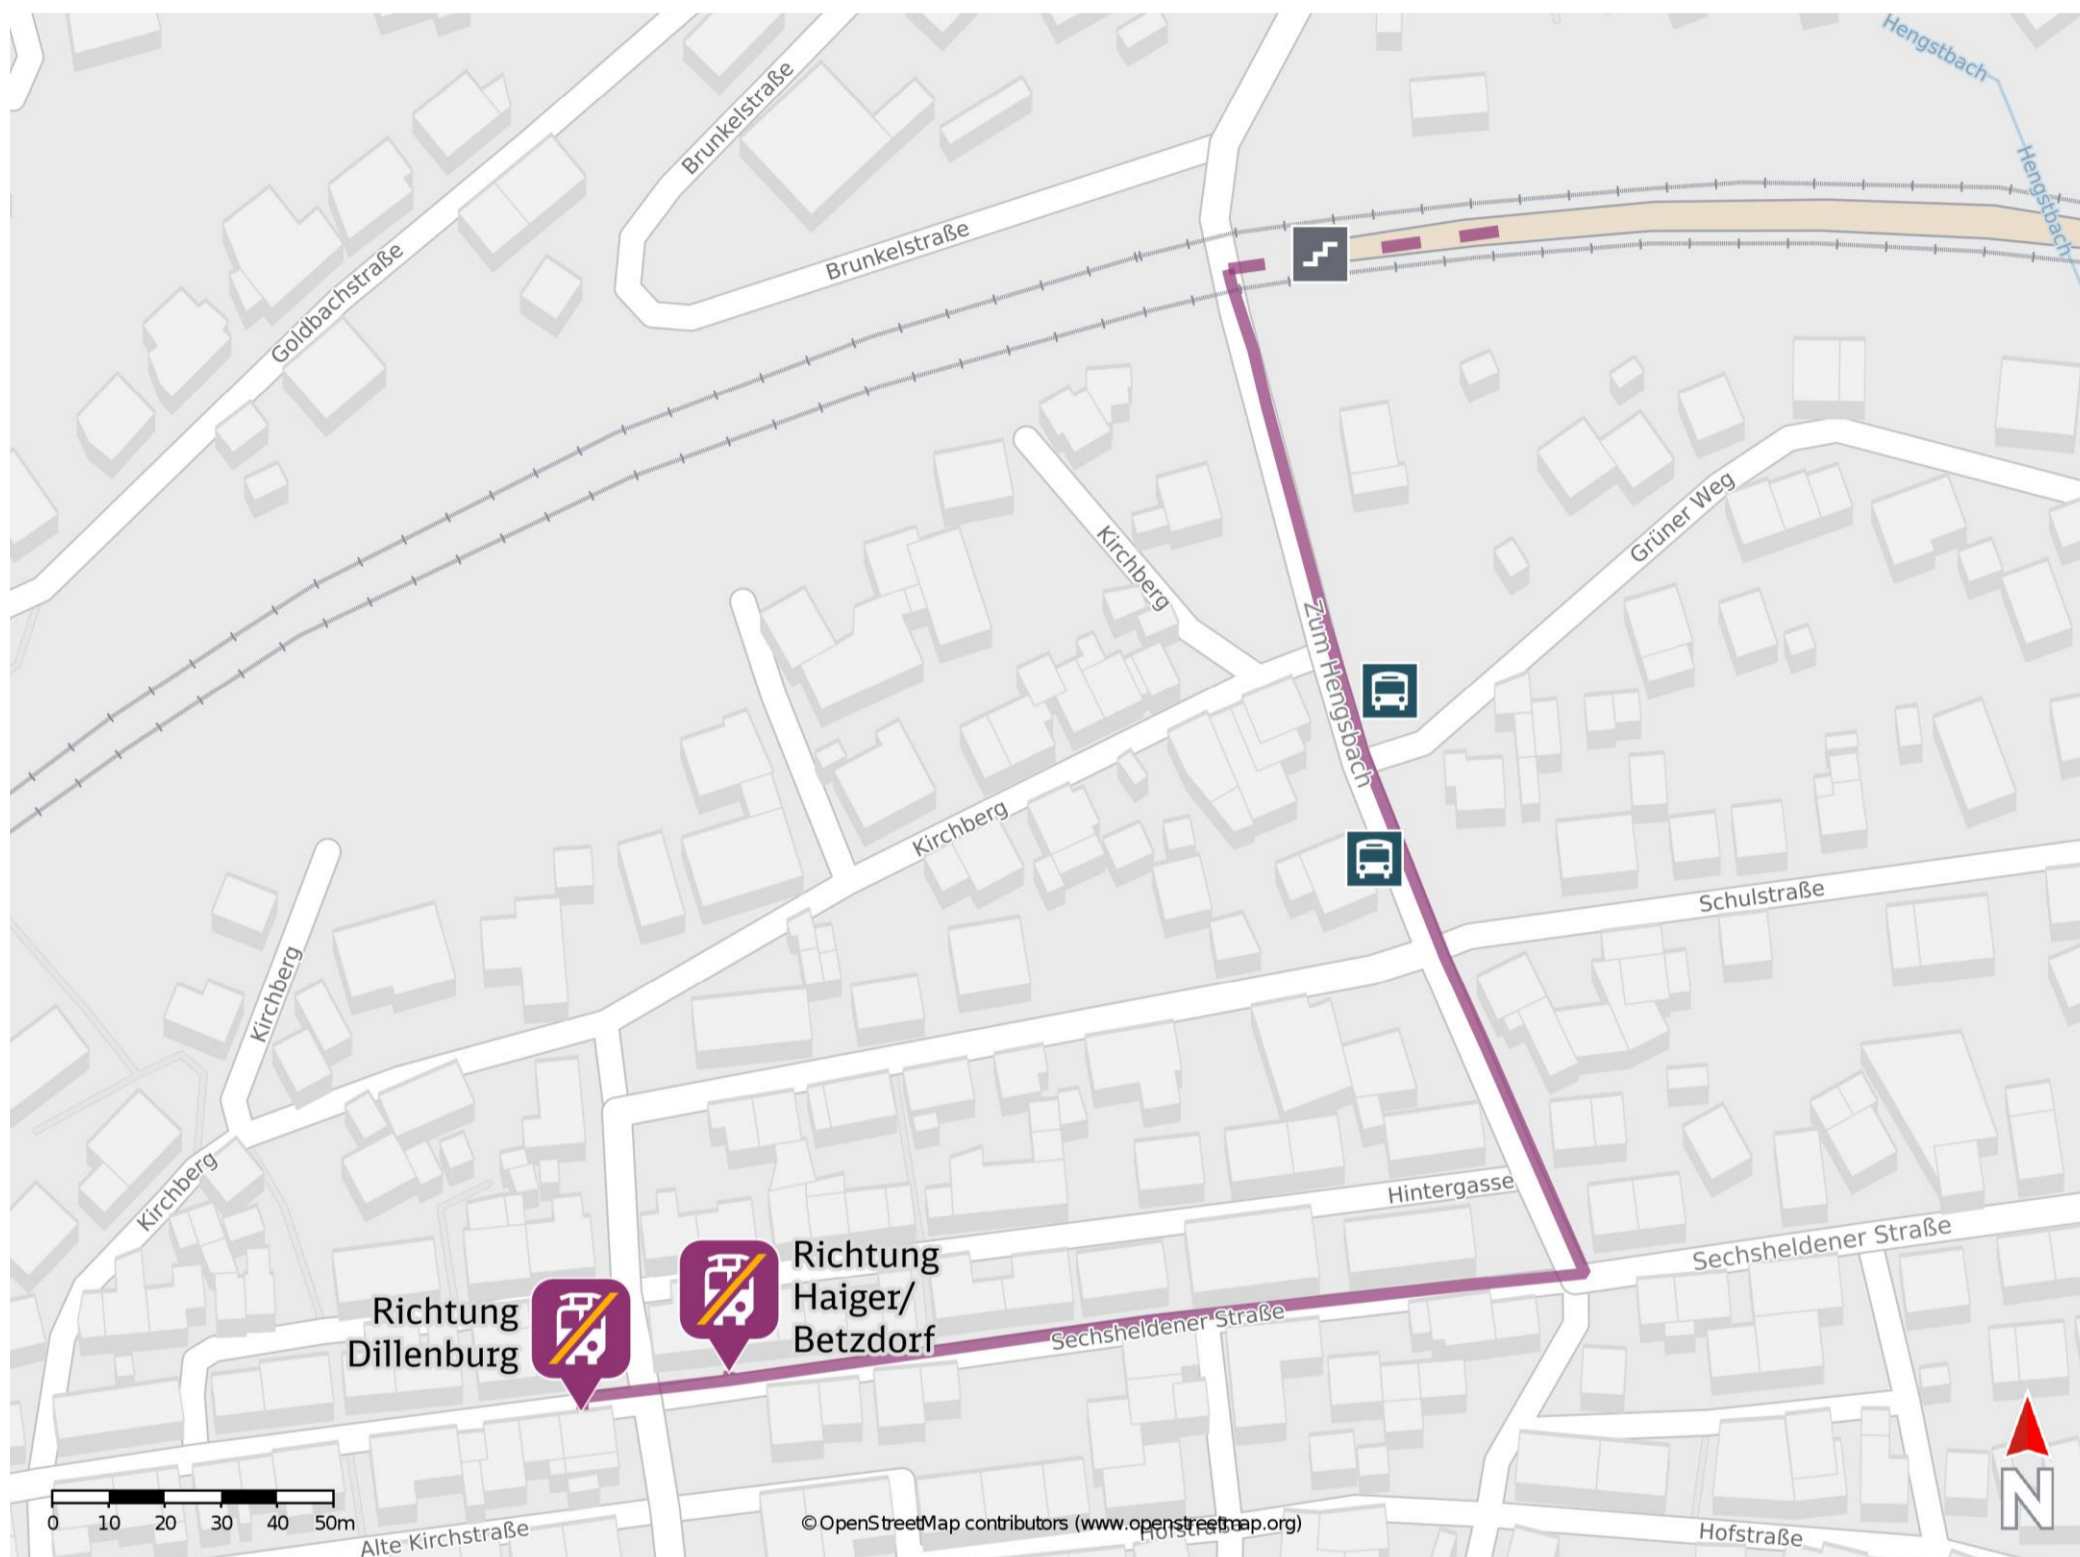 Hengstbach
Brunkelstraße
Hengstbach
Brunkelstraße
Goldbachstraße
Grüner Weg
Kirchberg
Zum Hengsbach
Kirchberg
Schulstraße
Kirchberg
Kirchberg
Hintergasse
Sechsheldener Straße
Richtung
Haiger/
Betzdorf
Richtung
Dillenburg
Sechsheldener Straße
0 10 20 30 40 50m
Alte Kirchstraße
©OpenStreetMap contributors (www.openstreetmap.org)
Hofstraße
Hofstraße
N